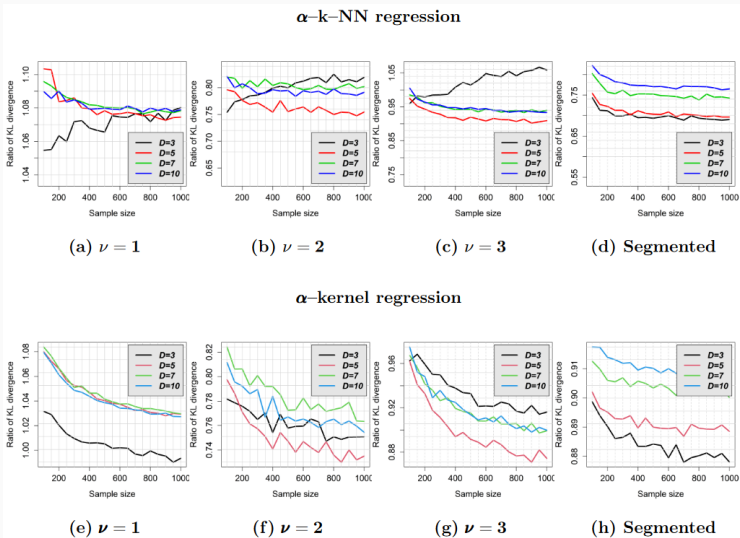 α–k–NN regression
Ratio of KL divergence
1.04 1.06 1.08 1.10
D=3
D=5
D=7
D=10
200 400 600 800 1000
Sample size
(a) ν = 1
Ratio of KL divergence
0.65 0.70 0.75 0.80
D=3
D=5
D=7
D=10
200 400 600 800 1000
Sample size
(b) ν = 2
Ratio of KL divergence
0.75 0.85 0.95 1.05
D=3
D=5
D=7
D=10
200 400 600 800 1000
Sample size
(c) ν = 3
Ratio of KL divergence
0.55 0.65 0.75
D=3
D=5
D=7
D=10
200 400 600 800 1000
Sample size
(d) Segmented
α–kernel regression
Ratio of KL divergence
1.00 1.02 1.04 1.06 1.08
D=3
D=5
D=7
D=10
200 400 600 800 1000
Sample size
(e) ν = 1
Ratio of KL divergence
0.74 0.76 0.78 0.80 0.82
D=3
D=5
D=7
D=10
200 400 600 800 1000
Sample size
(f) ν = 2
Ratio of KL divergence
0.88 0.92 0.96
D=3
D=5
D=7
D=10
200 400 600 800 1000
Sample size
(g) ν = 3
Ratio of KL divergence
0.88 0.89 0.90 0.91
D=3
D=5
D=7
D=10
200 400 600 800 1000
Sample size
(h) Segmented